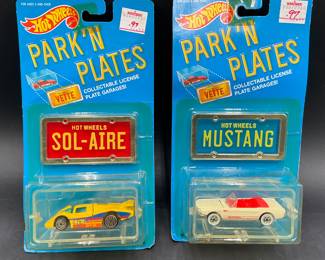 Hot Wheels
PARK'N
PLATES
VETTE
COLLECTABLE LICENSE
PLATE GARAGES!
HOT WHEELS
SOL-AIRE
Hot Wheels
PARK'N
PLATES
VETTE
COLLECTABLE LICENSE
PLATE GARAGES!
HOT WHEELS
MUSTANG